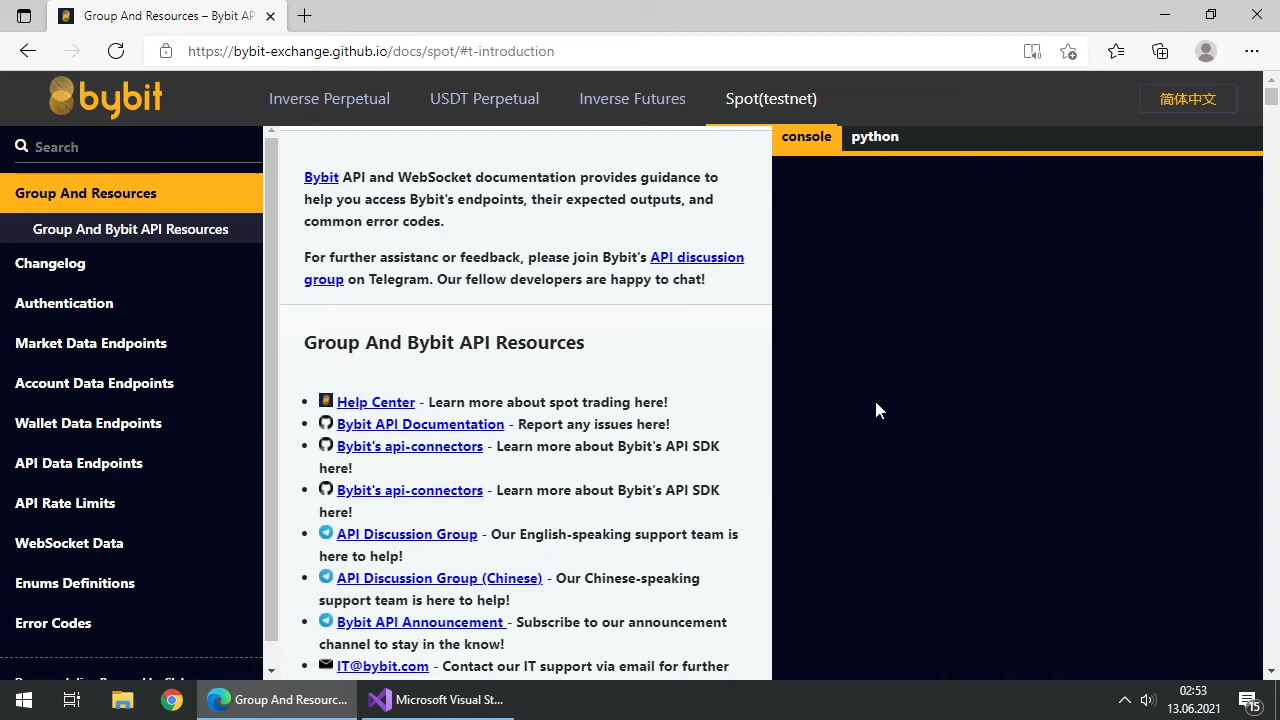 Group And Resources – Bybit AP
https://bybit-exchange.github.io/docs/spot/#t-introduction
bybit
Inverse Perpetual
USDT Perpetual
Inverse Futures
Spot(testnet)
简体中文
Search
Group And Resources
Group And Bybit API Resources
Changelog
Authentication
Market Data Endpoints
Account Data Endpoints
Wallet Data Endpoints
API Data Endpoints
API Rate Limits
WebSocket Data
Enums Definitions
Error Codes
Bybit API and WebSocket documentation provides guidance to
help you access Bybit's endpoints, their expected outputs, and
common error codes.
For further assistanc or feedback, please join Bybit's API discussion
group on Telegram. Our fellow developers are happy to chat!
Group And Bybit API Resources
Help Center - Learn more about spot trading here!
Bybit API Documentation - Report any issues here!
Bybit's api-connectors - Learn more about Bybit's API SDK
here!
Bybit's api-connectors - Learn more about Bybit's API SDK
here!
API Discussion Group - Our English-speaking support team is
here to help!
API Discussion Group (Chinese) - Our Chinese-speaking
support team is here to help!
Bybit API Announcement - Subscribe to our announcement
channel to stay in the know!
IT@bybit.com - Contact our IT support via email for further
console
python
Group And Resourc...
Microsoft Visual St...
02:53
13.06.2021
15